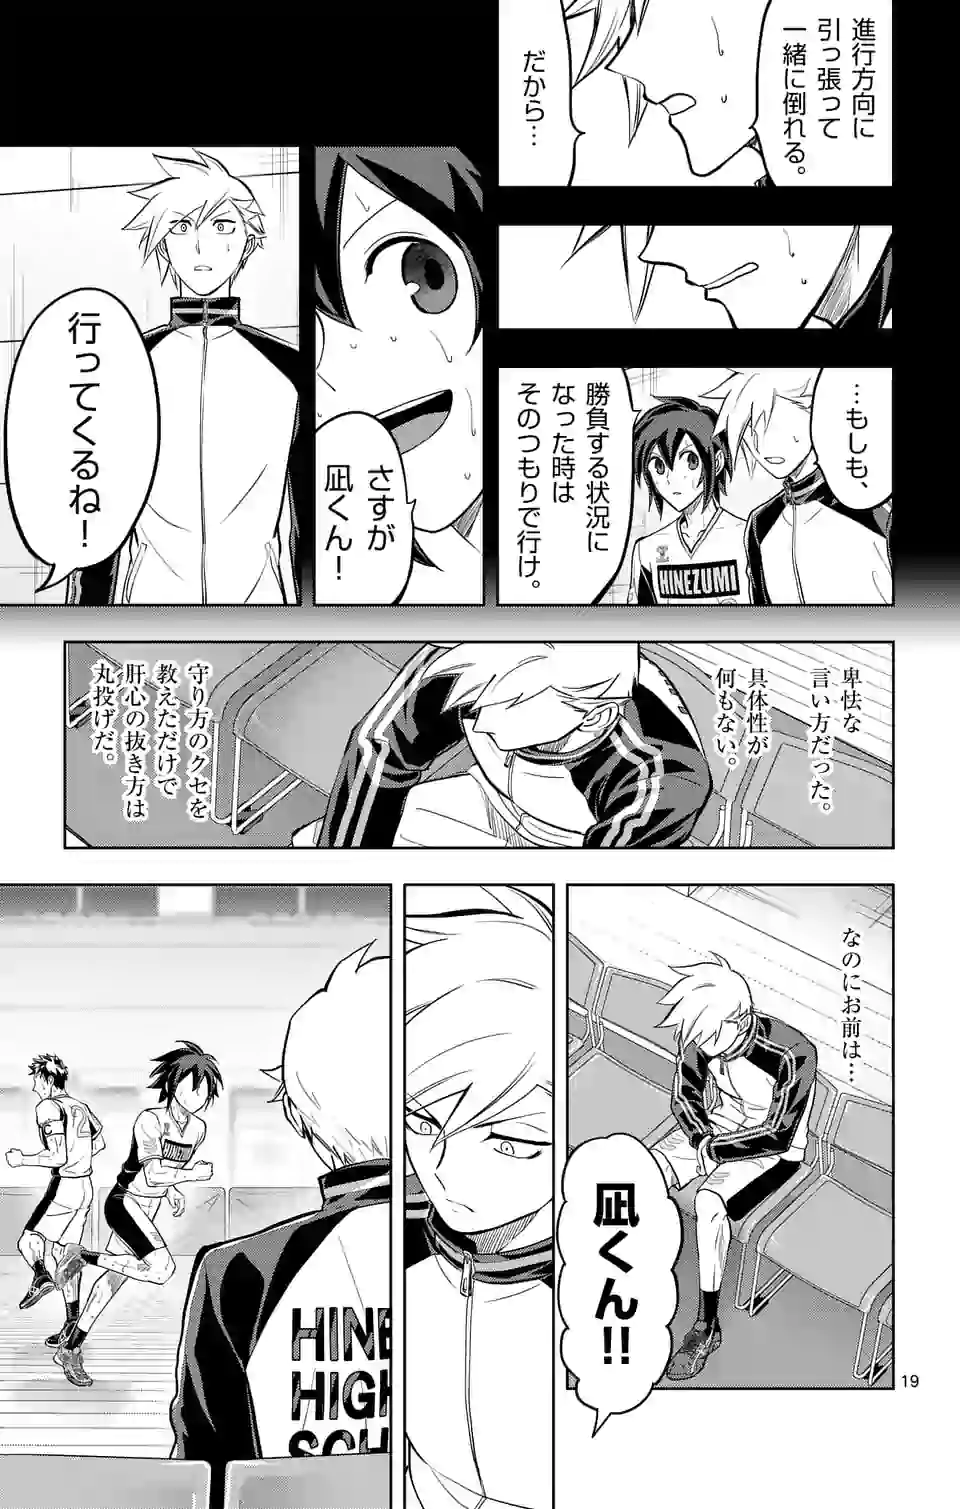 進行方向に
引っ張って
一緒に倒れる。
だから…
…もしも、
勝負する状況に
なった時は
そのつもりで行け。
HINEZUMI
さすが
凪くん！
行ってくるね！
卑怯な
言い方だった。
具体性が
何もない。
守り方のクセを
教えただけで
肝心の抜き方は
丸投げだ。
なのにお前は…
凪くん!!
HINE
HIGH
SCH
19